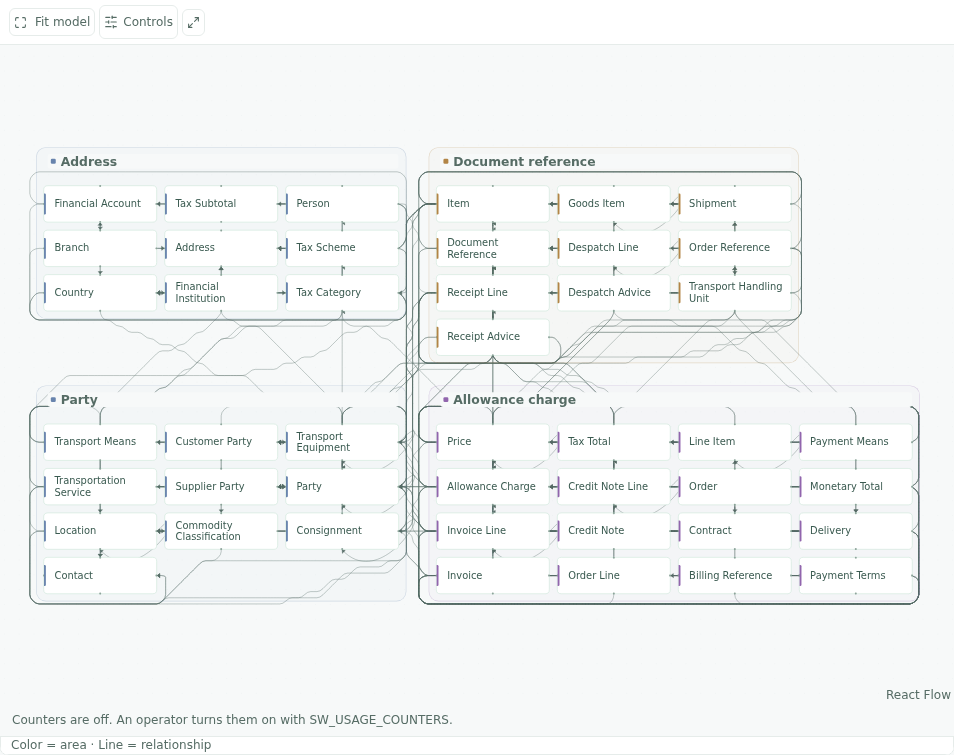 Fit model
Controls
Address
Financial Account
Tax Subtotal
Person
Branch
Address
Tax Scheme
Country
Financial
Institution
Tax Category
Document reference
Item
Goods Item
Shipment
Document
Reference
Despatch Line
Order Reference
Receipt Line
Despatch Advice
Transport Handling
Unit
Receipt Advice
Party
Transport Means
Customer Party
Transport
Equipment
Transportation
Service
Supplier Party
Party
Location
Commodity
Classification
Consignment
Contact
Allowance charge
Price
Tax Total
Line Item
Payment Means
Allowance Charge
Credit Note Line
Order
Monetary Total
Invoice Line
Credit Note
Contract
Delivery
Invoice
Order Line
Billing Reference
Payment Terms
React Flow
Counters are off. An operator turns them on with SW_USAGE_COUNTERS.
Color = area · Line = relationship